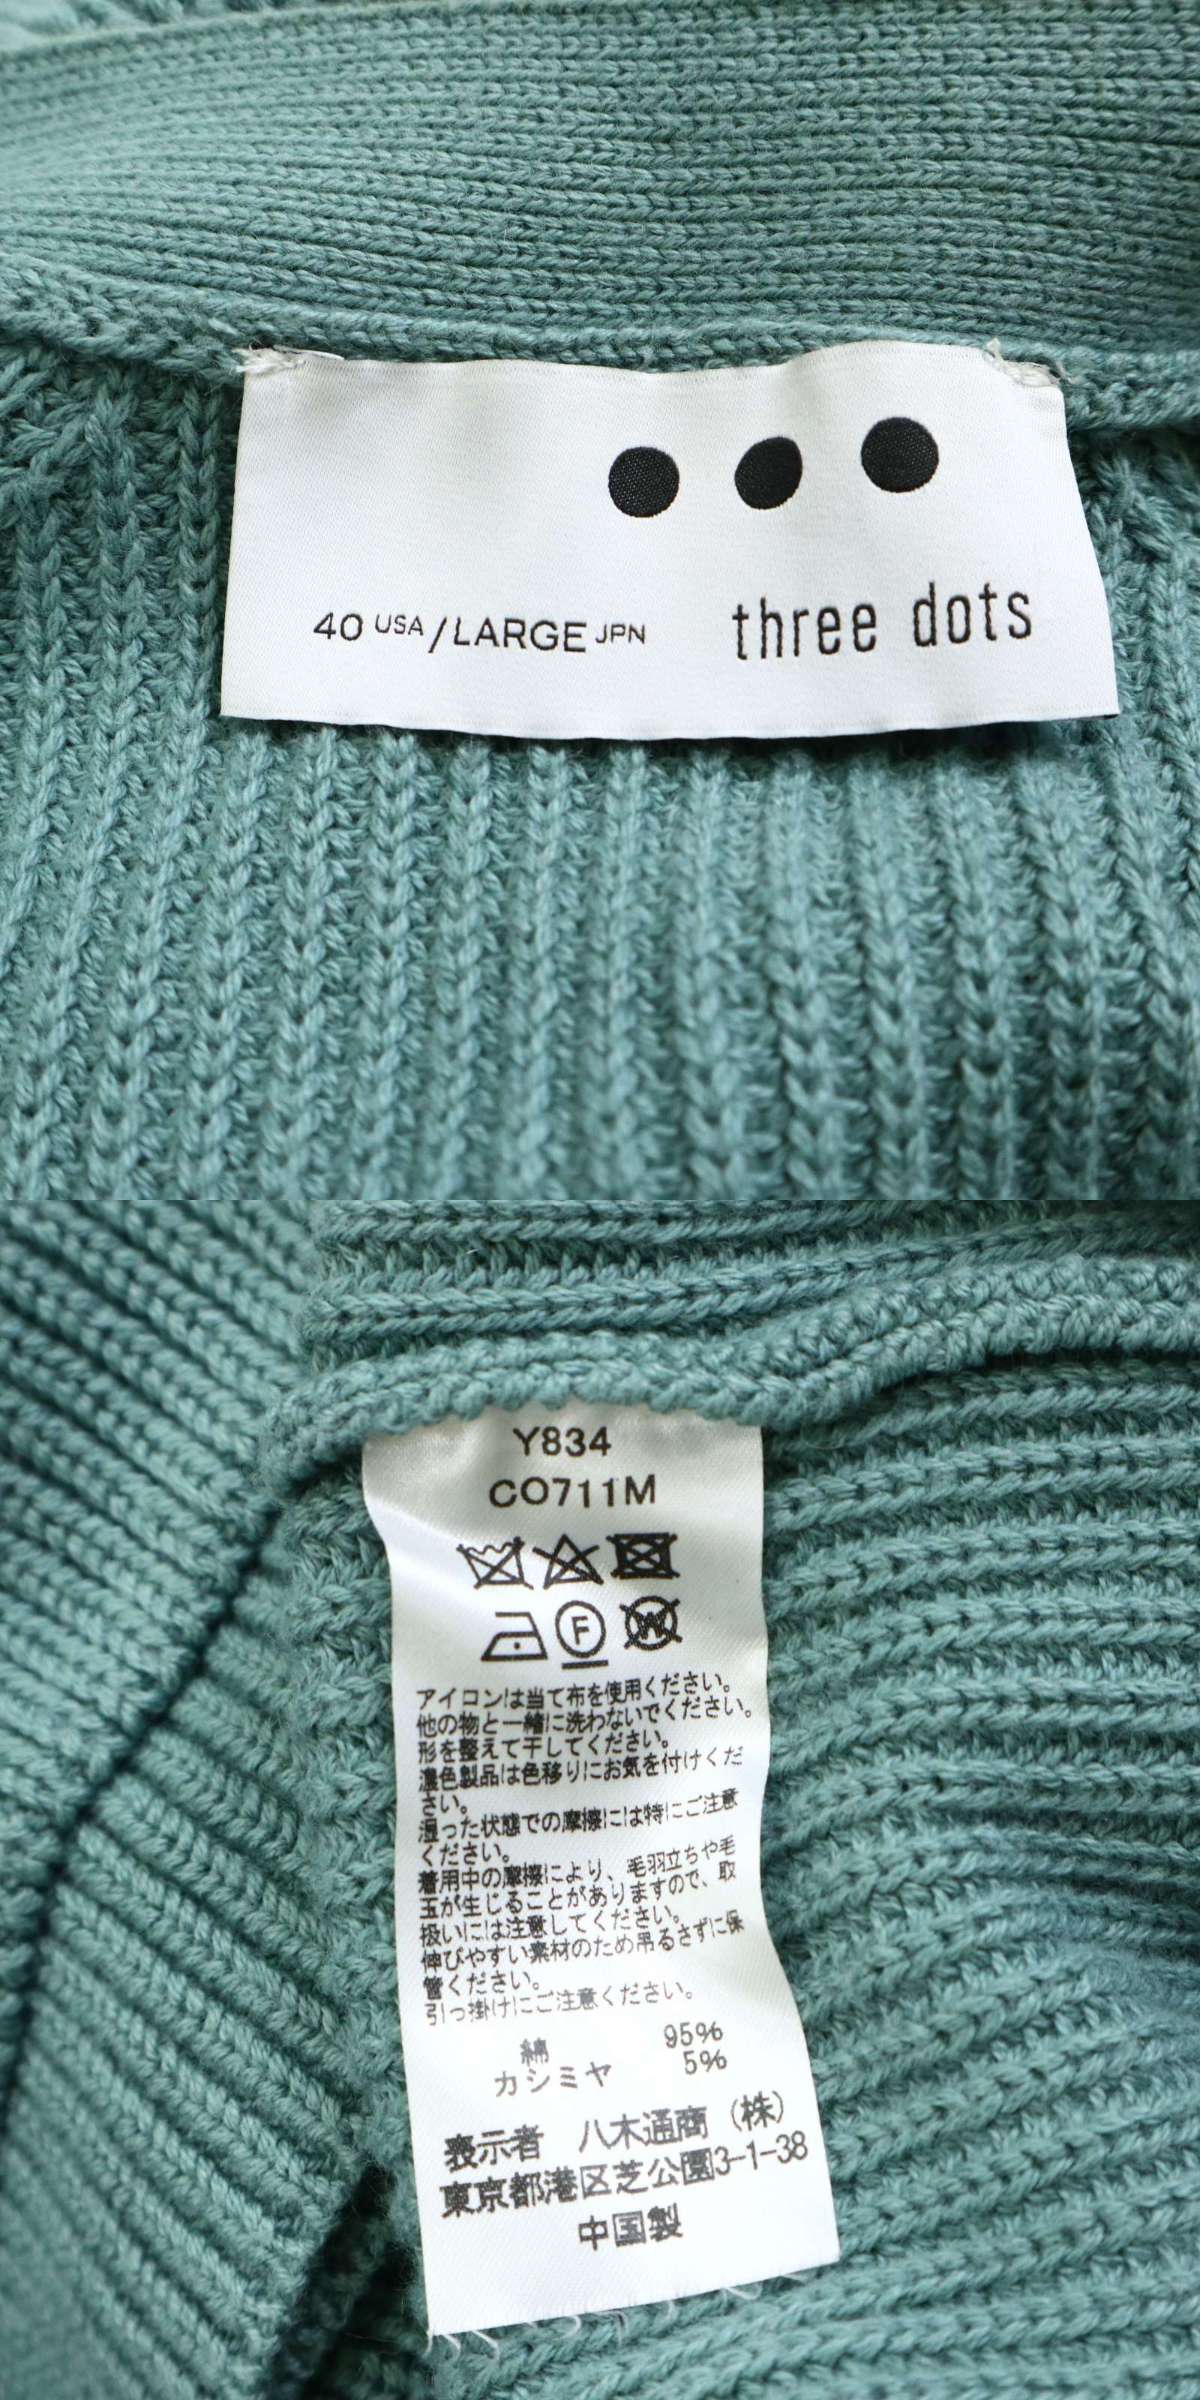 40 USA/LARGE JPN
three dots
Y834
CO711M
F
W
アイロンは当て布を使用ください。
他の物と一緒に洗わないでください。
形を整えて干してください。
濃色製品は色移りにお気を付けくだ
さい。
湿った状態での摩擦には特にご注意
ください。
着用中の摩擦により、毛羽立ちや毛
玉が生じることがありますので、取
扱いには注意してください。
伸びやすい素材のため吊るさずに保
管ください。
引っ掛けにご注意ください。
綿 95%
カシミヤ 5%
表示者 八木通商(株)
東京都港区芝公園3-1-38
中国製